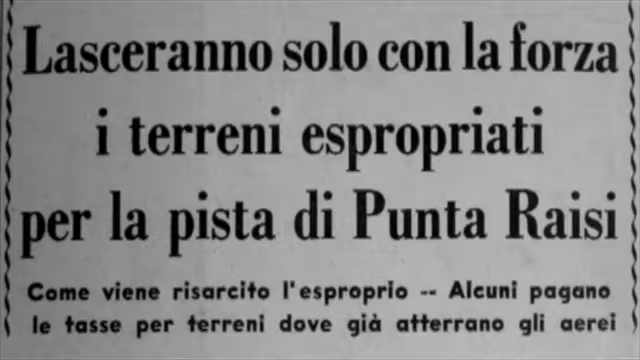 Lasceranno solo con la forza
i terreni espropriati
per la pista di Punta Raisi
Come viene risarcito l'esproprio -- Alcuni pagano
le tasse per terreni dove già atterrano gli aerei